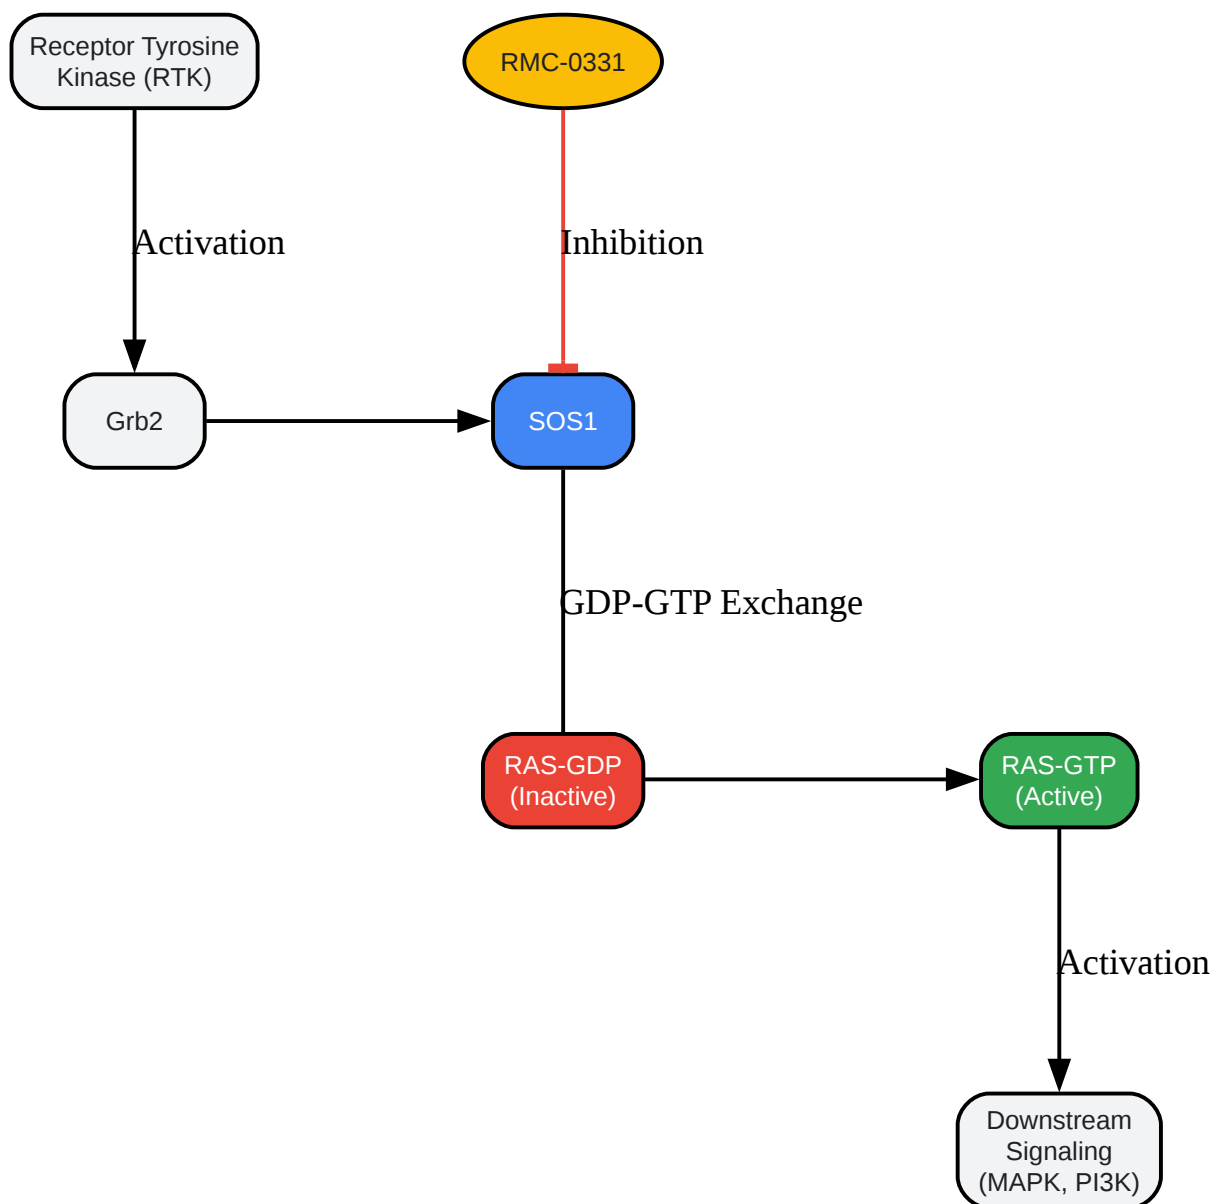 Receptor Tyrosine
Kinase (RTK)
RMC-0331
Activation
Inhibition
Grb2
SOS1
GDP-GTP Exchange
RAS-GDP
(Inactive)
RAS-GTP
(Active)
Activation
Downstream
Signaling
(MAPK, PI3K)